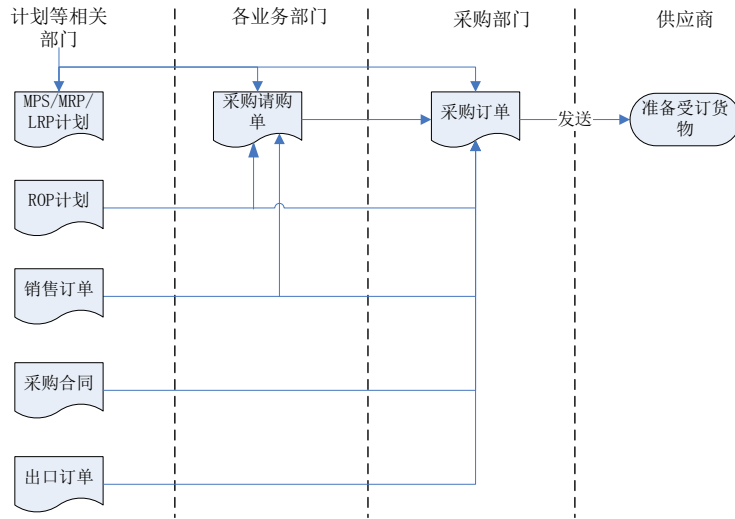 计划等相关
部门
各业务部门
采购部门
供应商
MPS/MRP/
LRP计划
采购请购
单
采购订单
发送
准备受订货
物
ROP计划
销售订单
采购合同
出口订单